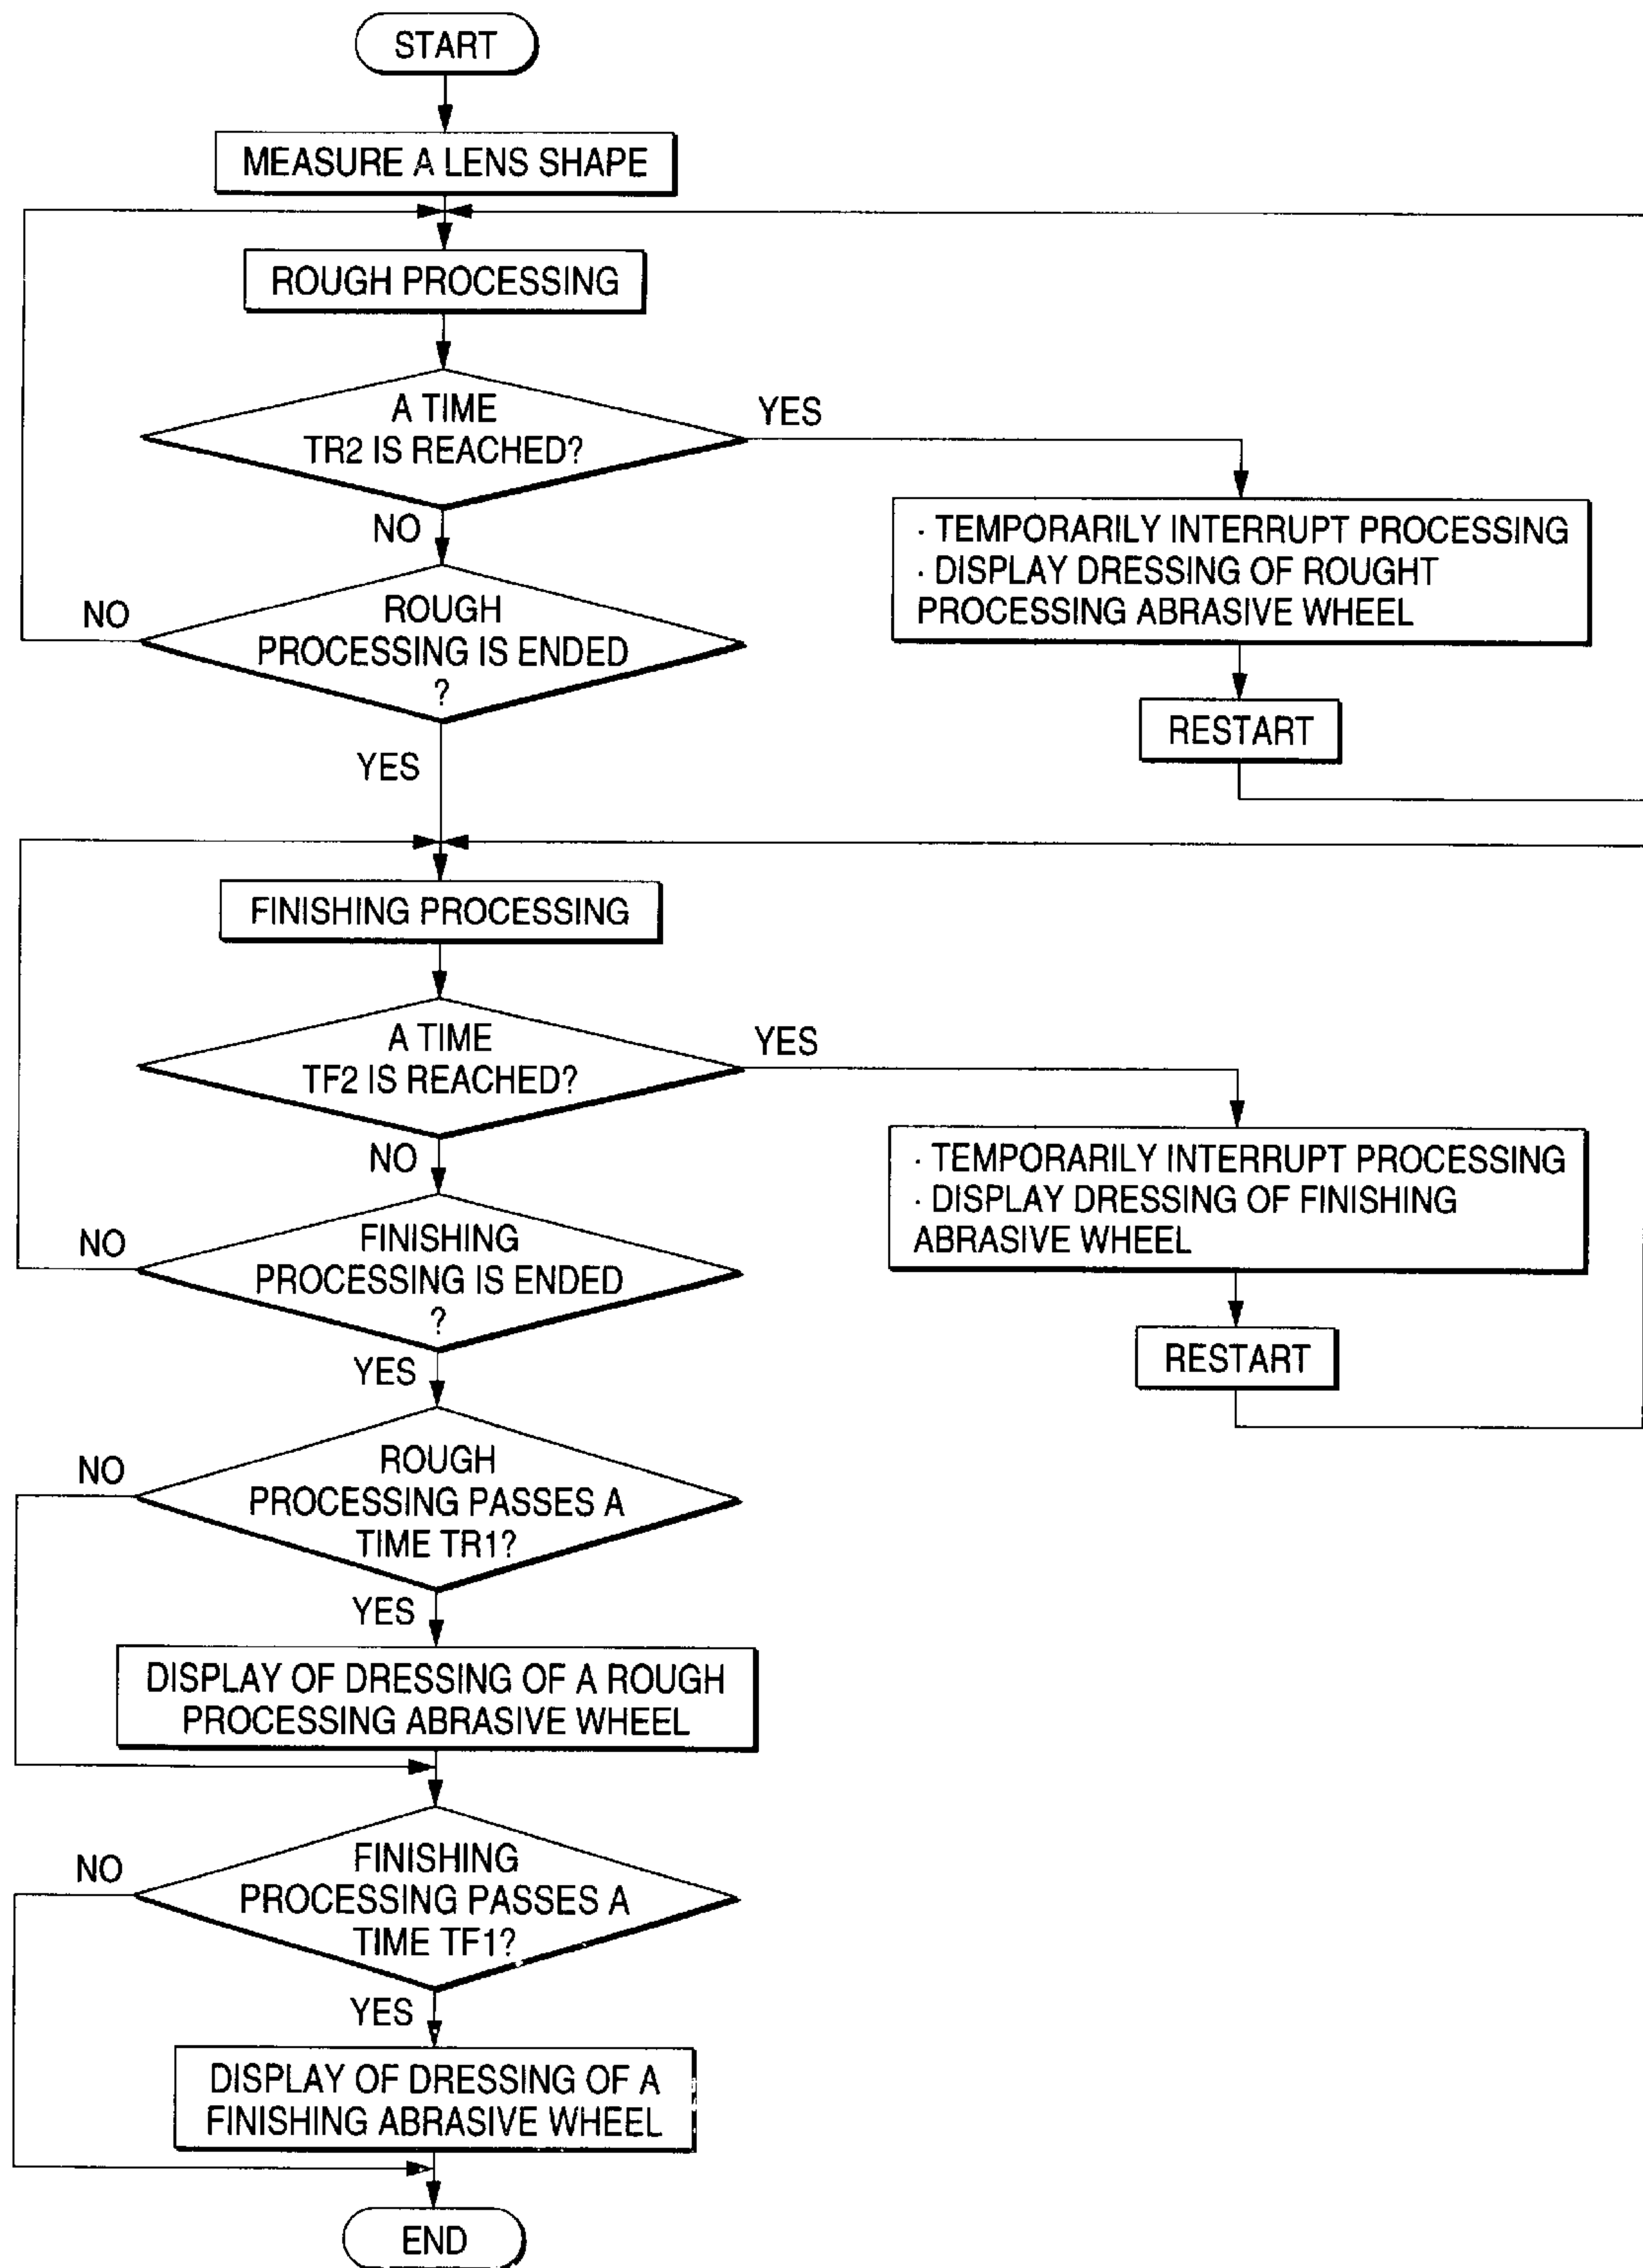 START
MEASURE A LENS SHAPE
ROUGH PROCESSING
A TIME
TR2 IS REACHED?
YES
NO
· TEMPORARILY INTERRUPT PROCESSING
· DISPLAY DRESSING OF ROUGHT
PROCESSING ABRASIVE WHEEL
NO
ROUGH
PROCESSING IS ENDED
?
RESTART
YES
FINISHING PROCESSING
A TIME
TF2 IS REACHED?
YES
NO
· TEMPORARILY INTERRUPT PROCESSING
· DISPLAY DRESSING OF FINISHING
ABRASIVE WHEEL
NO
FINISHING
PROCESSING IS ENDED
?
RESTART
YES
NO
ROUGH
PROCESSING PASSES A
TIME TR1?
YES
DISPLAY OF DRESSING OF A ROUGH
PROCESSING ABRASIVE WHEEL
NO
FINISHING
PROCESSING PASSES A
TIME TF1?
YES
DISPLAY OF DRESSING OF A
FINISHING ABRASIVE WHEEL
END